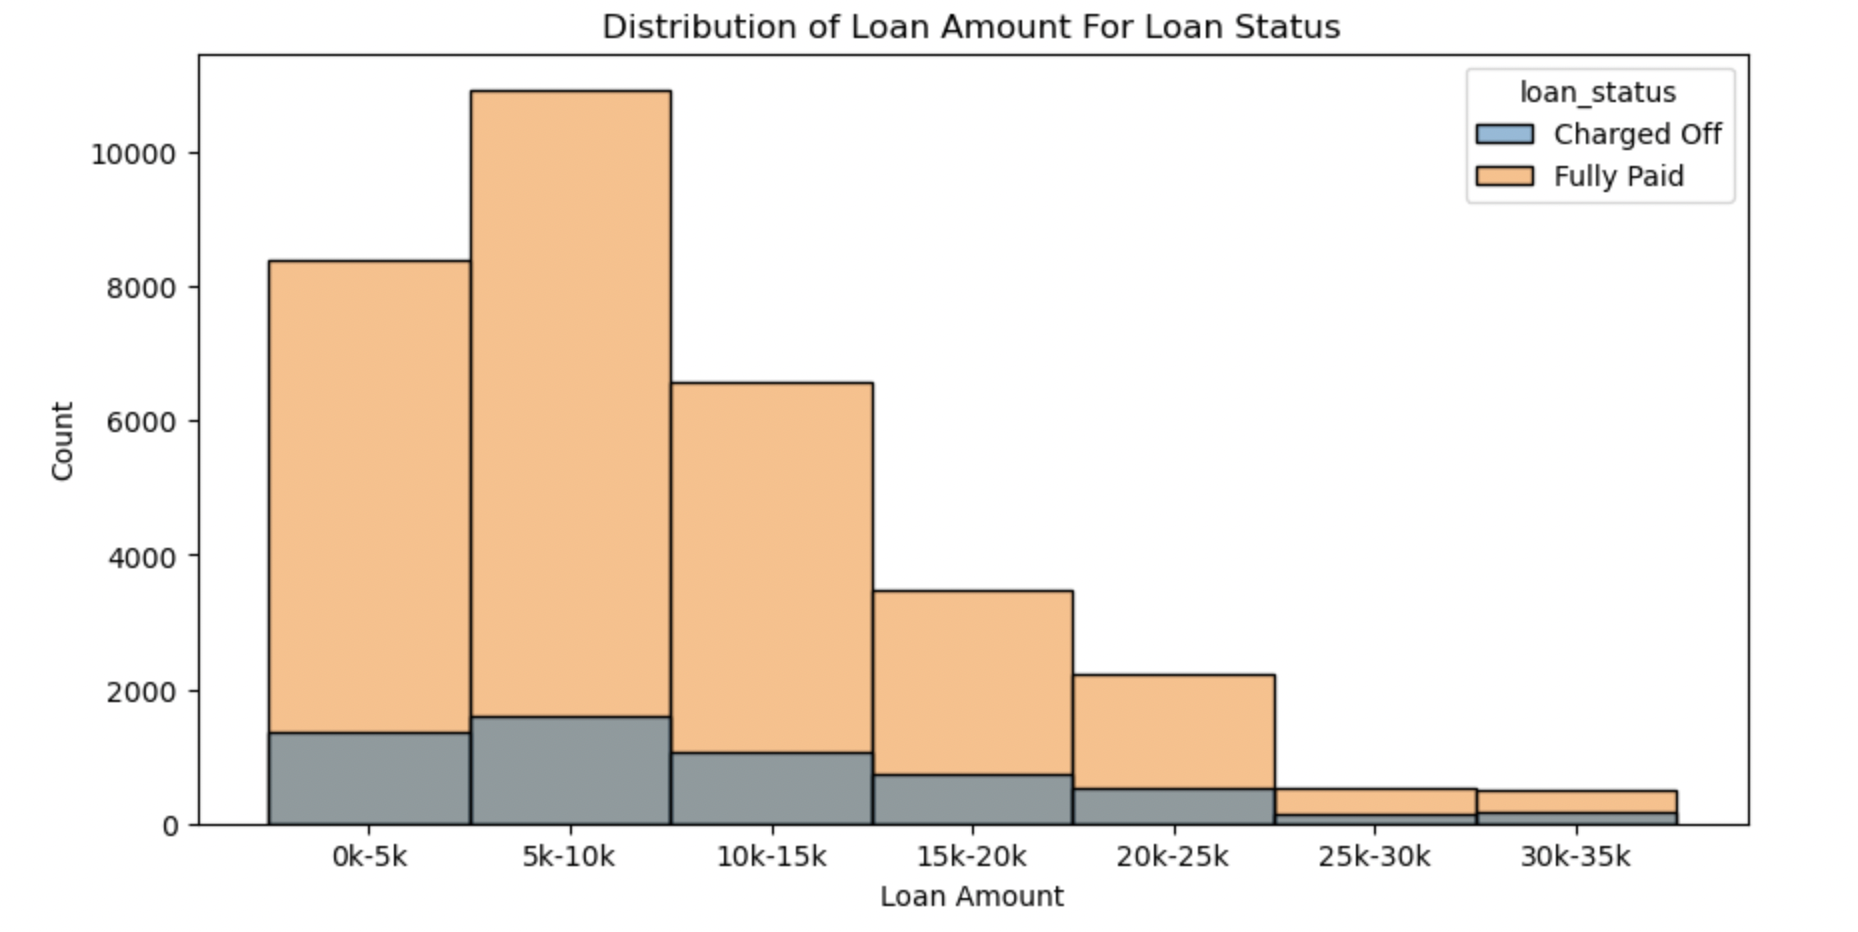 Distribution of Loan Amount For Loan Status
loan_status
Charged Off
Fully Paid
Count
10000
8000
6000
4000
2000
0
0k-5k
5k-10k
10k-15k
15k-20k
20k-25k
25k-30k
30k-35k
Loan Amount